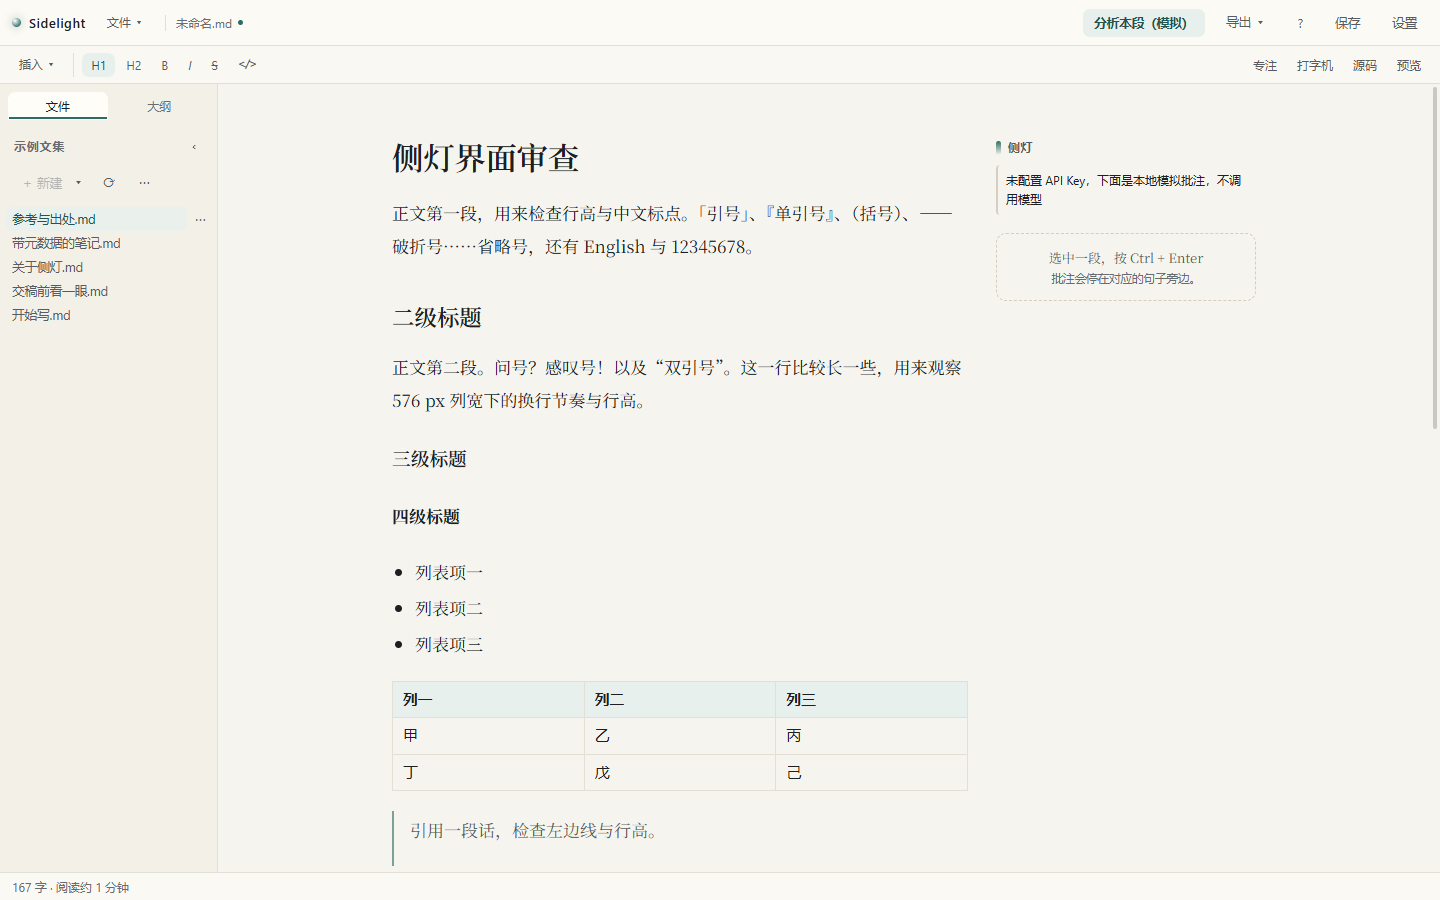 Sidelight 文件 未命名.md 分析本段（模拟） 导出 ? 保存 设置
插入 H1 H2 B I S </> 专注 打字机 源码 预览
文件 大纲
示例文集
+ 新建 ...
参考与出处.md ...
带元数据的笔记.md
关于侧灯.md
交稿前看一眼.md
开始写.md
侧灯界面审查
正文第一段，用来检查行高与中文标点。「引号」、『单引号』、（括号）、——
破折号……省略号，还有 English 与 12345678。
二级标题
正文第二段。问号？感叹号！以及“双引号”。这一行比较长一些，用来观察
576 px 列宽下的换行节奏与行高。
三级标题
四级标题
• 列表项一
• 列表项二
• 列表项三
列一 列二 列三
甲 乙 丙
丁 戊 己
引用一段话，检查左边线与行高。
侧灯
未配置 API Key，下面是本地模拟批注，不调
用模型
选中一段，按 Ctrl + Enter
批注会停在对应的句子旁边。
167 字 · 阅读约 1 分钟